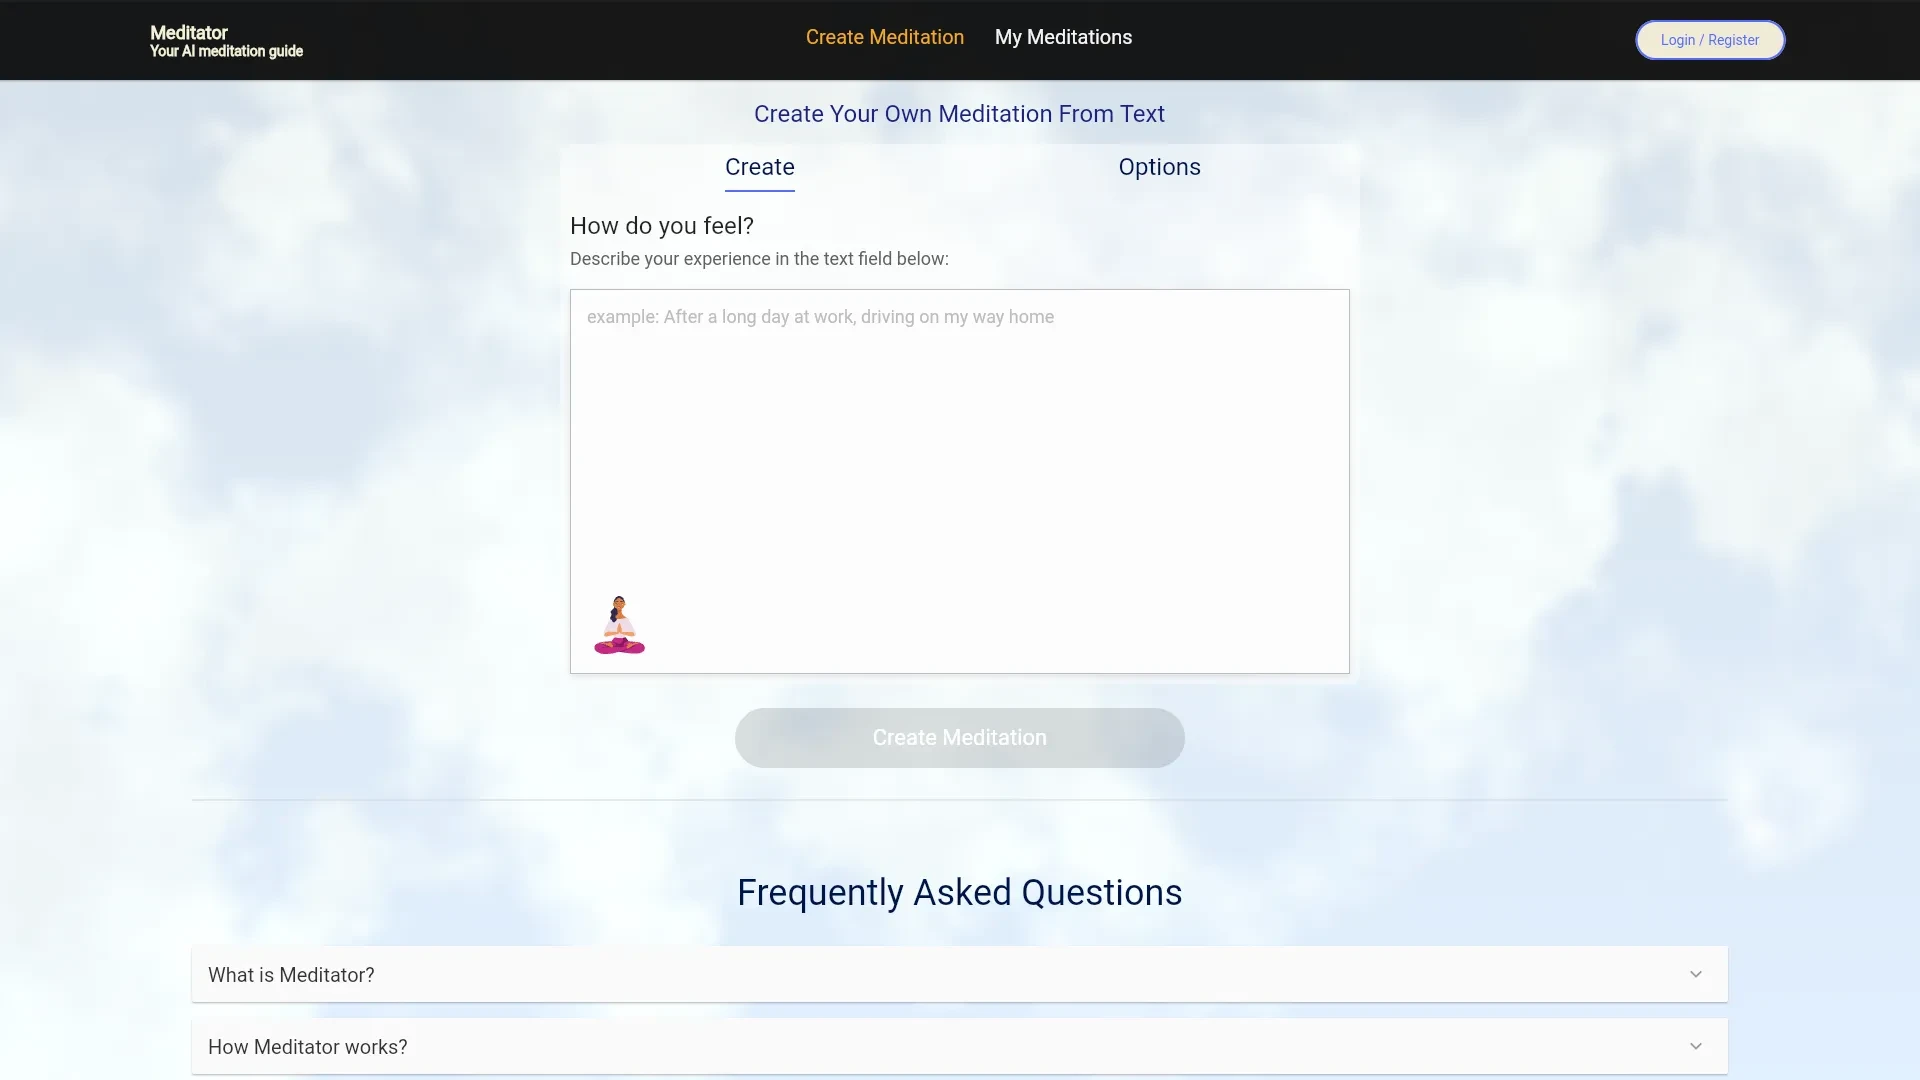 Meditator
Your AI meditation guide
Create Meditation
My Meditations
Login / Register
Create Your Own Meditation From Text
Create
Options
How do you feel?
Describe your experience in the text field below:
example: After a long day at work, driving on my way home
Create Meditation
Frequently Asked Questions
What is Meditator?
How Meditator works?